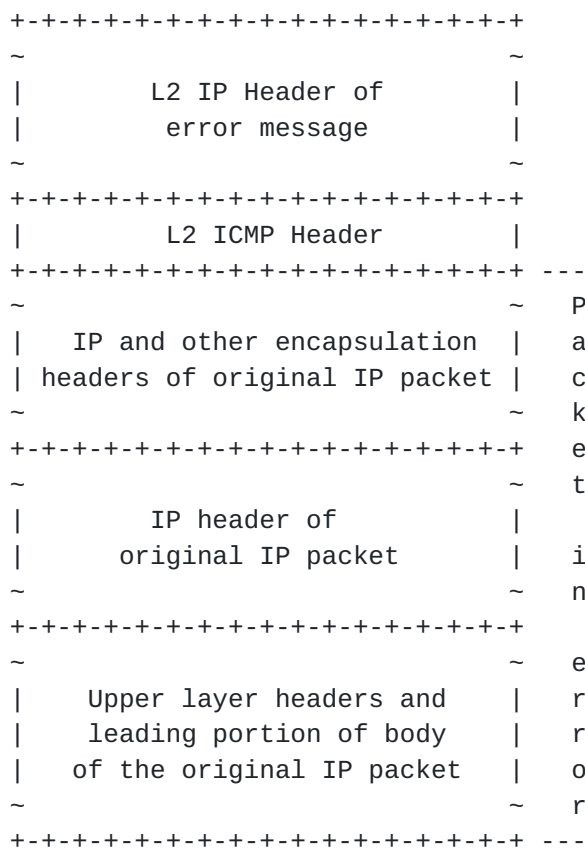 +-+-+-+-+-+-+-+-+-+-+-+-+-+-+-+-+
~                               ~
|        L2 IP Header of        |
|         error message         |
~                               ~
+-+-+-+-+-+-+-+-+-+-+-+-+-+-+-+-+
|         L2 ICMP Header        |
+-+-+-+-+-+-+-+-+-+-+-+-+-+-+-+-+ ---
~                               ~   P
|   IP and other encapsulation  |   a
| headers of original IP packet |   c
~                               ~   k
+-+-+-+-+-+-+-+-+-+-+-+-+-+-+-+-+   e
~                               ~   t
|        IP header of           |
|      original IP packet       |   i
~                               ~   n
+-+-+-+-+-+-+-+-+-+-+-+-+-+-+-+-+
~                               ~   e
|    Upper layer headers and    |   r
|    leading portion of body    |   r
|   of the original IP packet   |   o
~                               ~   r
+-+-+-+-+-+-+-+-+-+-+-+-+-+-+-+-+ ---